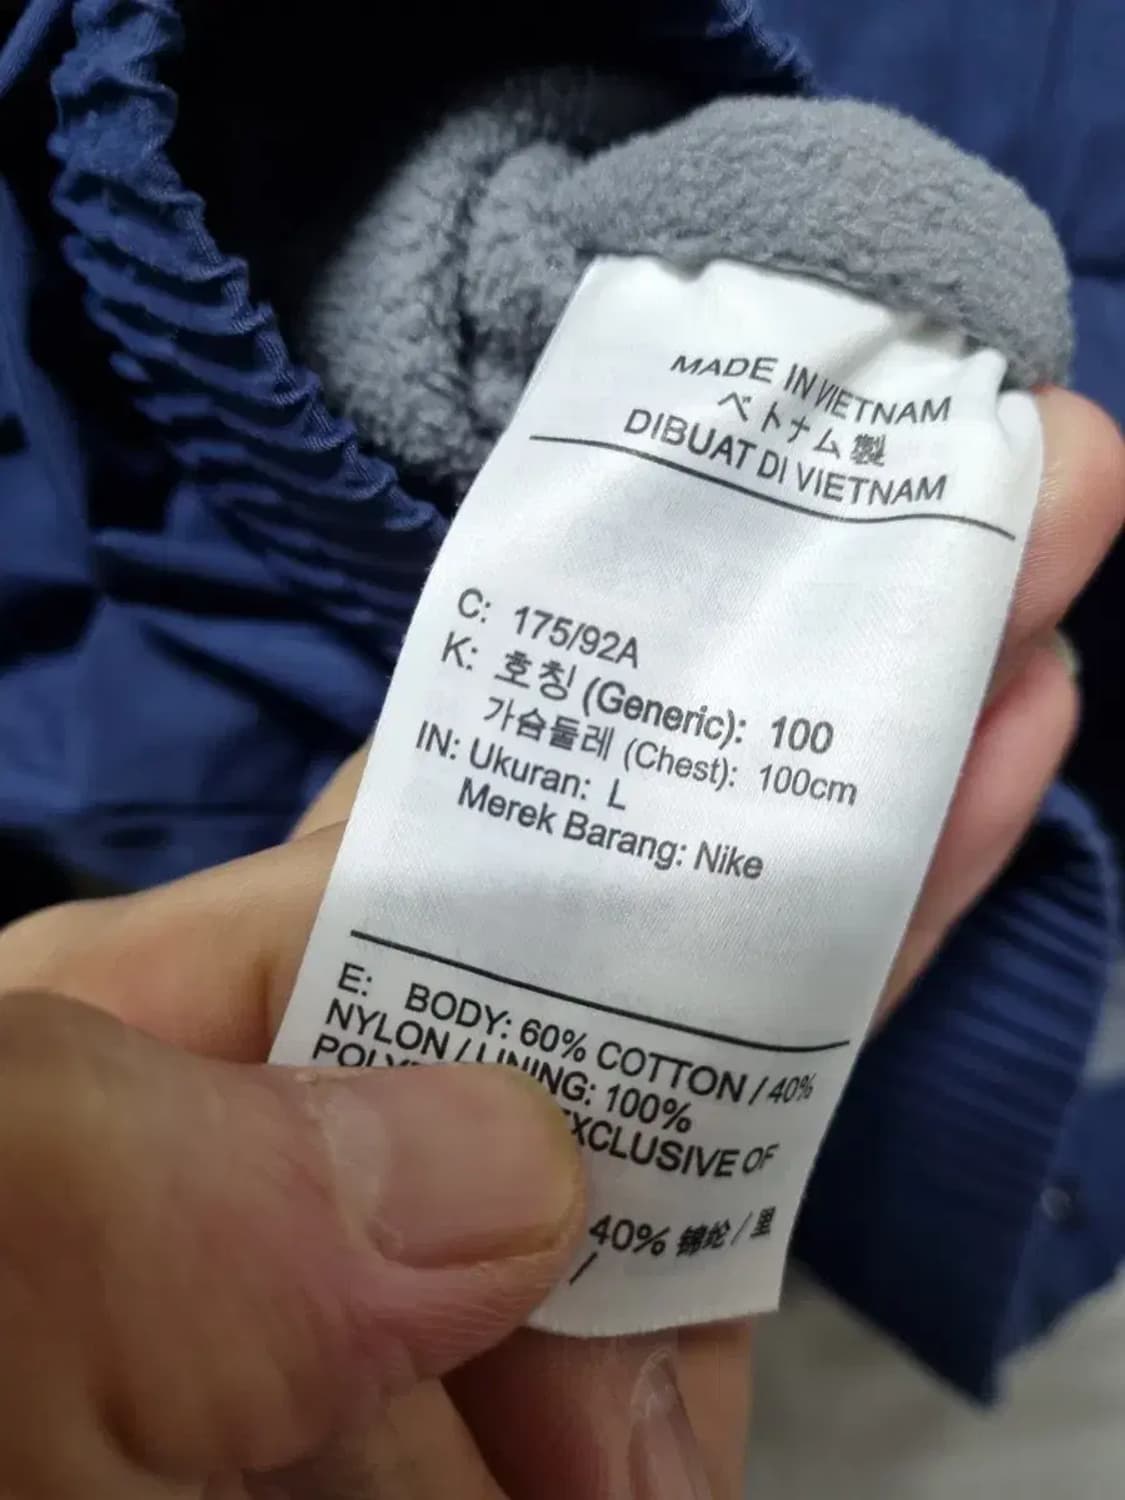 MADE IN VIETNAM
ベトナム製
DIBUAT DI VIETNAM
C: 175/92A
K: 호칭 (Generic): 100
가슴둘레 (Chest): 100cm
IN: Ukuran: L
Merek Barang: Nike
E: BODY: 60% COTTON / 40%
NYLON / LINING: 100%
EXCLUSIVE OF
40% 锦纶 / 里
/